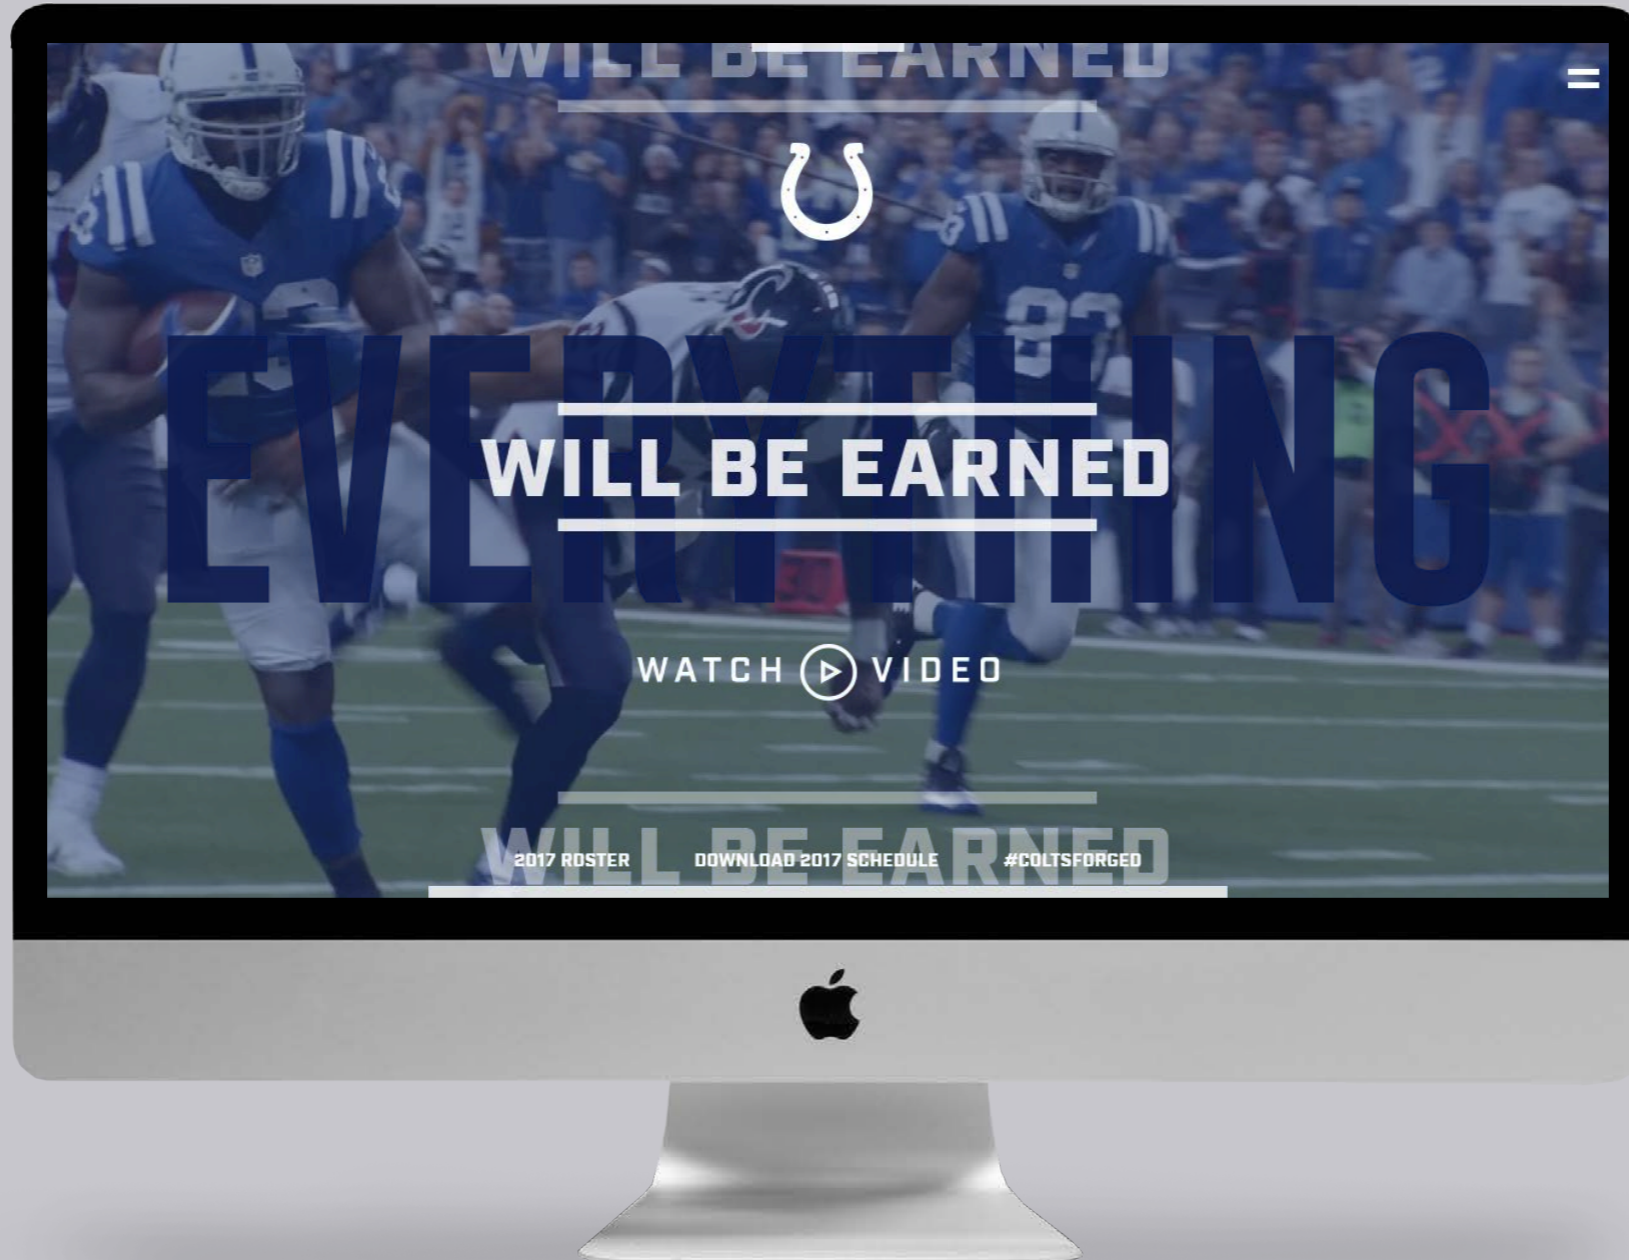 WILL BE EARNED
EVERYTHING
WILL BE EARNED
WATCH VIDEO
WILL BE EARNED
2017 ROSTER DOWNLOAD 2017 SCHEDULE #COLTSFORGED